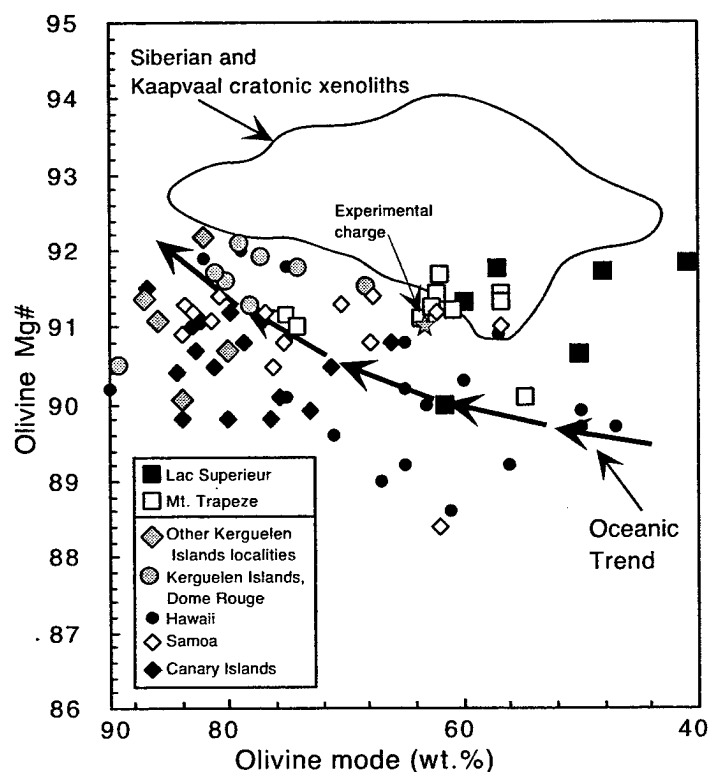 95
94
93
92
91
90
89
88
87
86
Olivine Mg#
Siberian and
Kaapvaal cratonic xenoliths
Experimental
charge
Oceanic
Trend
Lac Superieur
Mt. Trapeze
Other Kerguelen
Islands localities
Kerguelen Islands,
Dome Rouge
Hawaii
Samoa
Canary Islands
90
80
60
40
Olivine mode (wt.%)